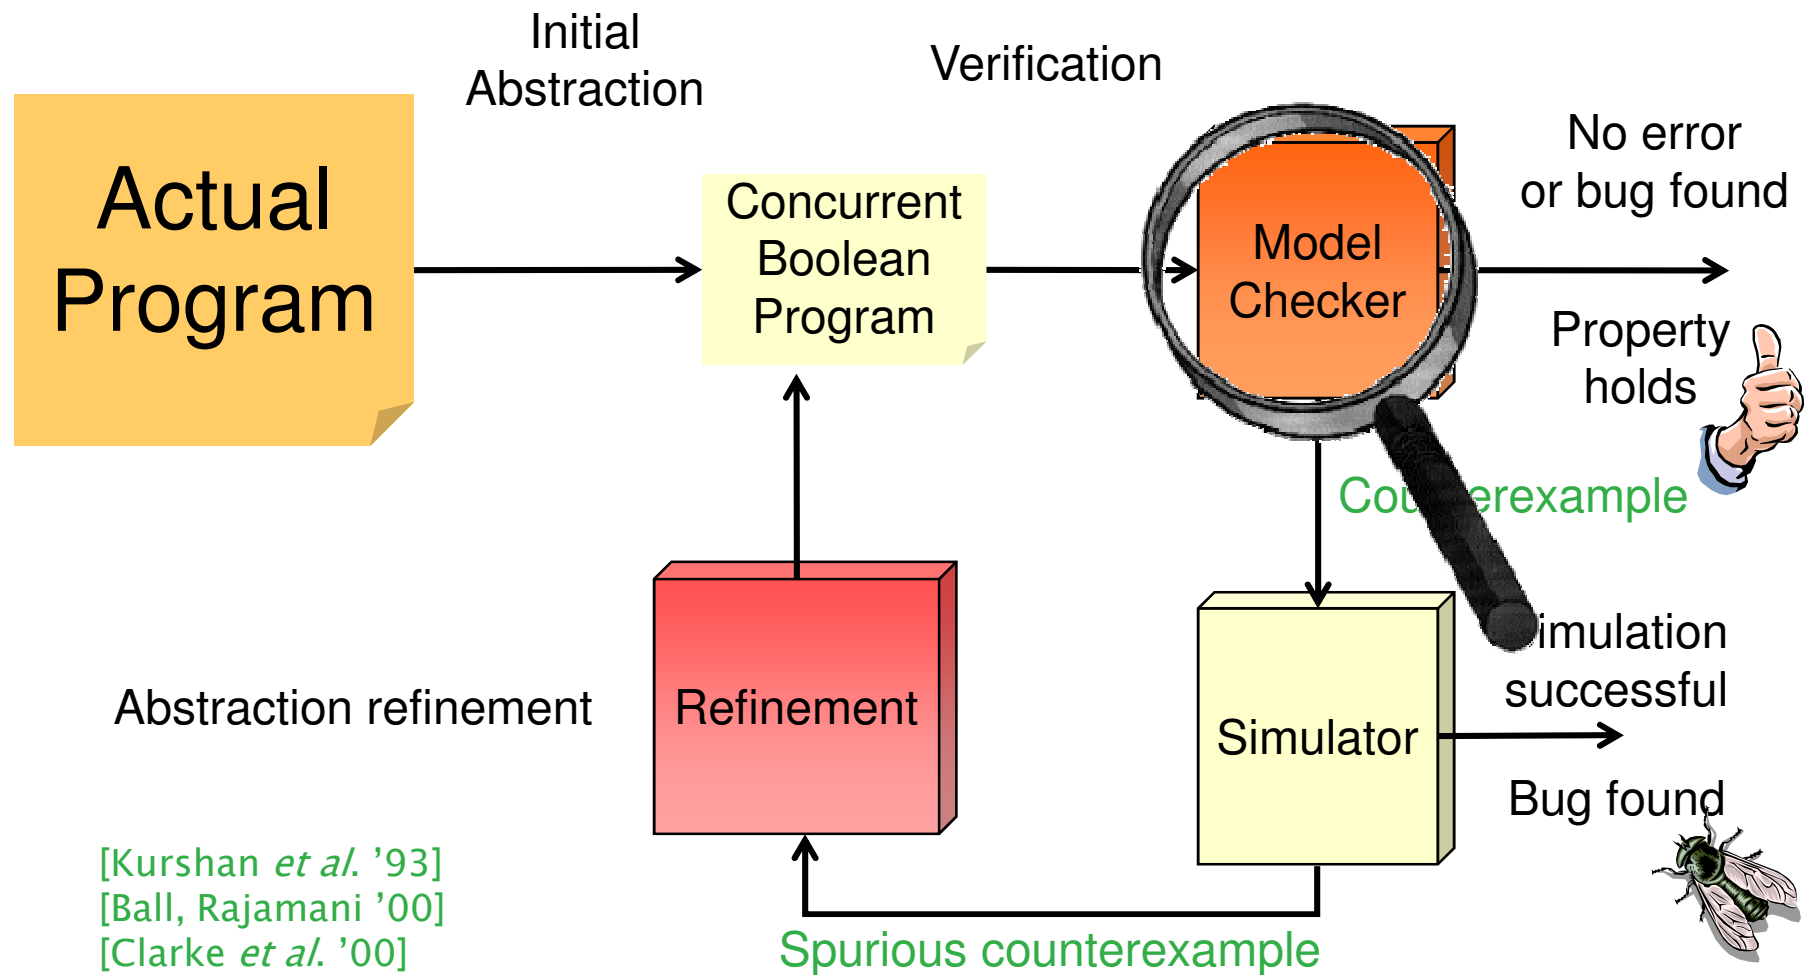 Initial
Abstraction
Verification
Actual
Program
Concurrent
Boolean
Program
Model
Checker
No error
or bug found
Property
holds
Counterexample
Abstraction refinement
Refinement
Simulator
imulation
successful
Bug found
[Kurshan et al. ’93]
[Ball, Rajamani ’00]
[Clarke et al. ’00]
Spurious counterexample